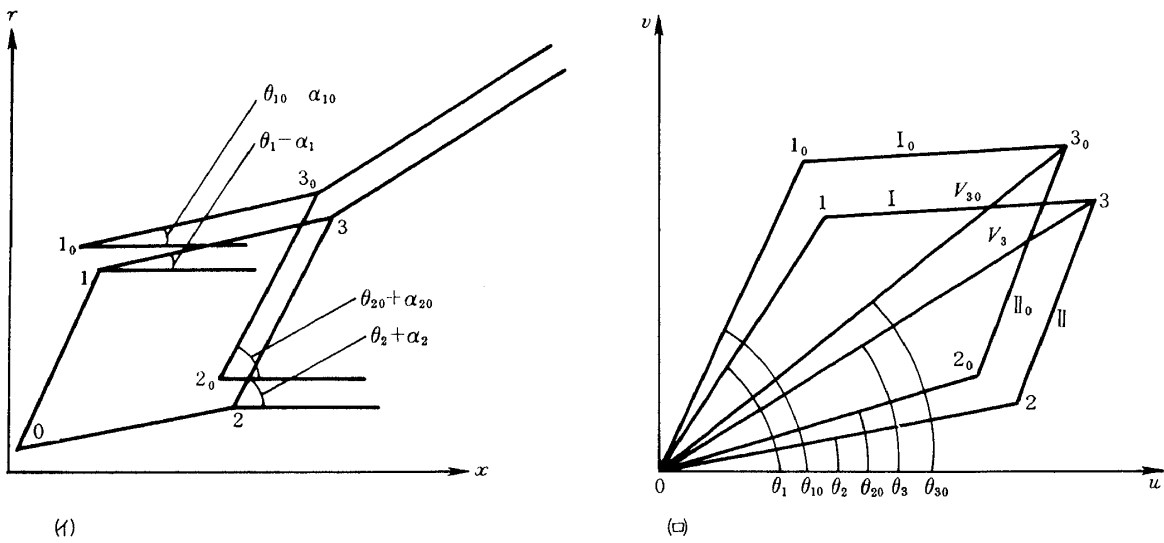 r
θ₁₀ α₁₀
θ₁−α₁
3₀
1₀
3
1
θ₂₀+α₂₀
θ₂+α₂
2₀
2
0
x
(イ)
v
1₀
I₀
3₀
1
I
V₃₀
3
V₃
II₀
II
2₀
2
0
θ₁
θ₁₀
θ₂
θ₂₀
θ₃
θ₃₀
u
(ロ)